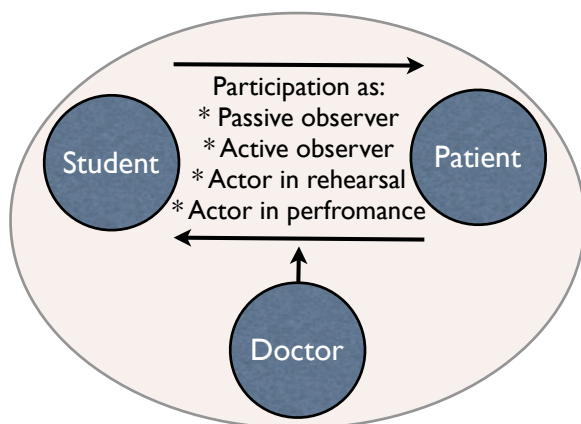 Participation as:
* Passive observer
* Active observer
* Actor in rehearsal
* Actor in perfromance
Student
Patient
Doctor